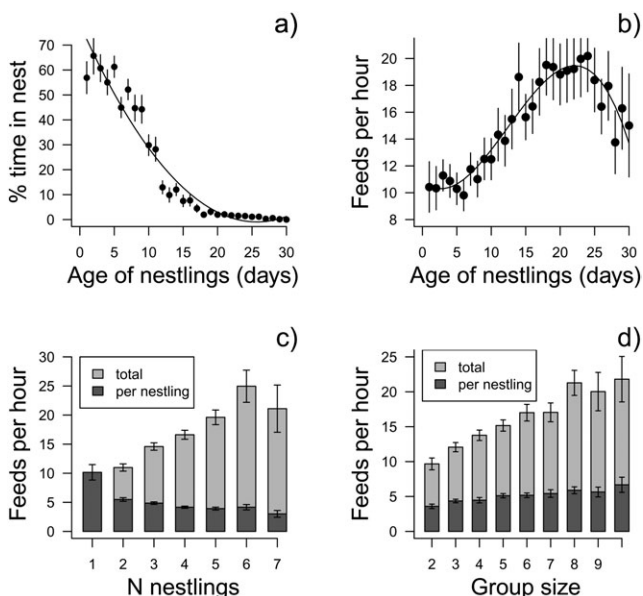 a)
% time in nest
70
60
50
40
30
20
10
0
0 5 10 15 20 25 30
Age of nestlings (days)
b)
Feeds per hour
20
18
16
14
12
10
8
0 5 10 15 20 25 30
Age of nestlings (days)
c)
Feeds per hour
30
25
20
15
10
5
0
total
per nestling
1 2 3 4 5 6 7
N nestlings
d)
Feeds per hour
25
20
15
10
5
0
total
per nestling
2 3 4 5 6 7 8 9
Group size